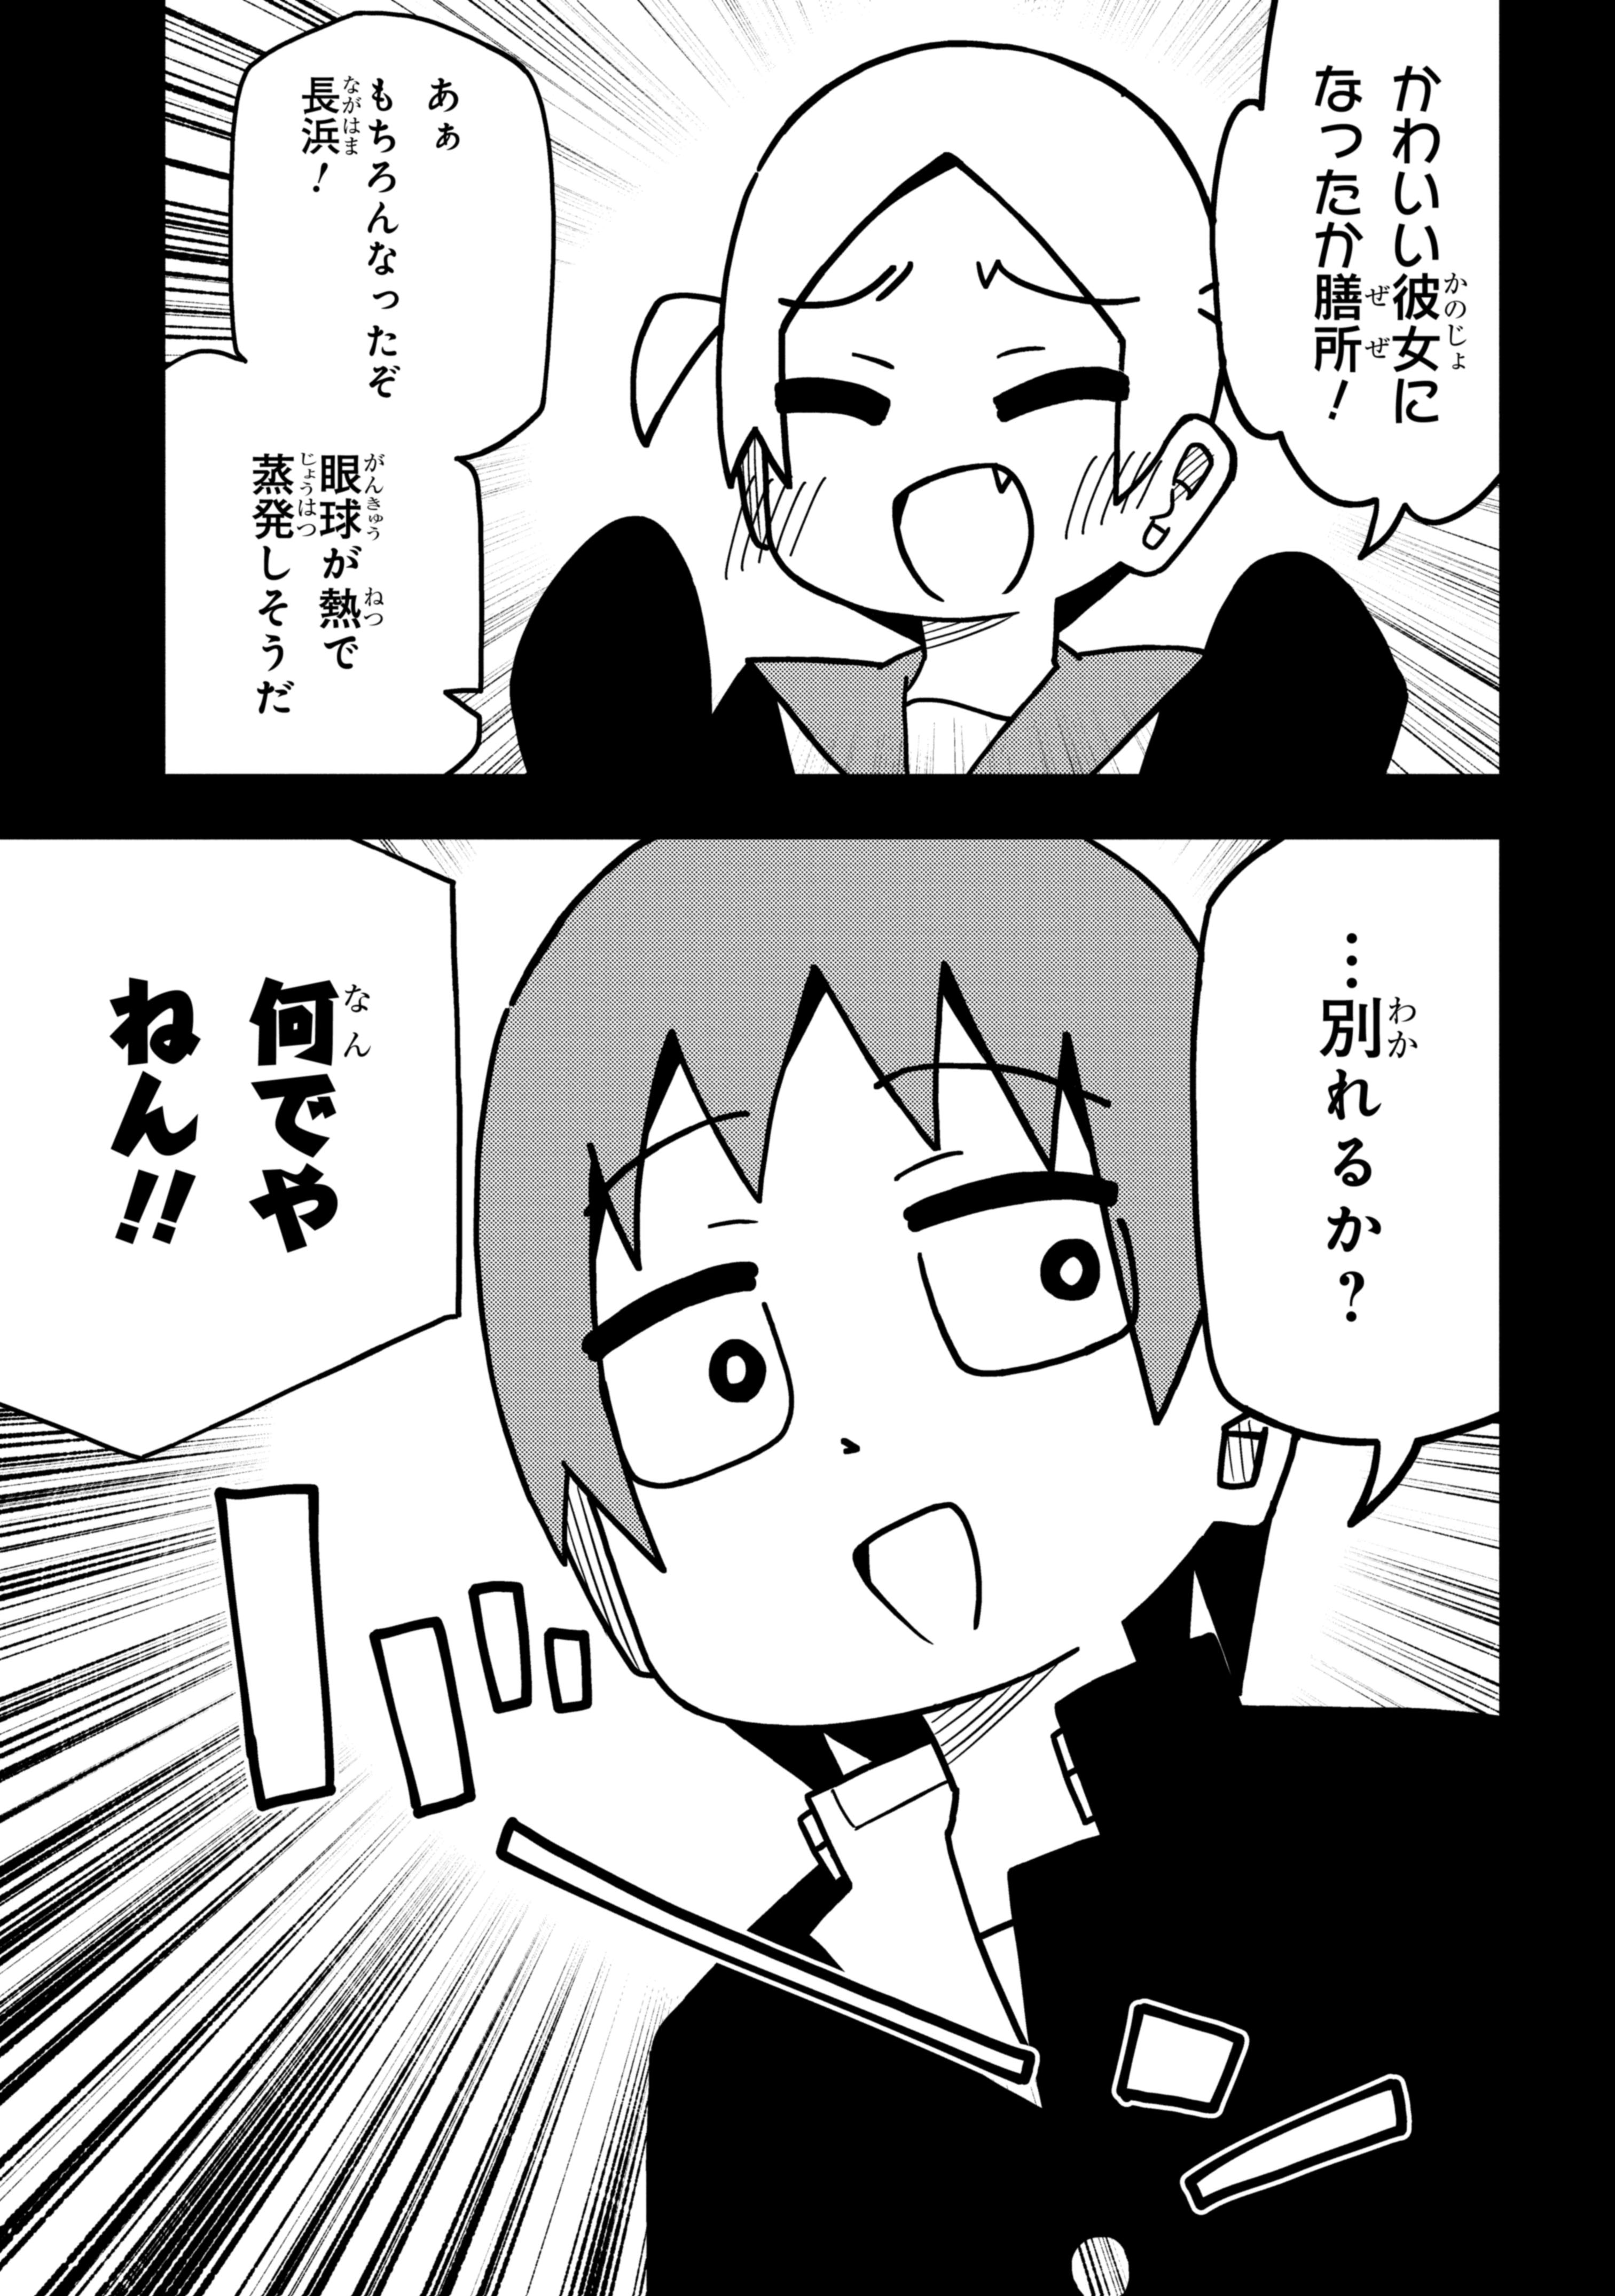 かわいい彼女に
なったか膳所！
あぁ
もちろんなったぞ
長浜！
眼球が熱で
蒸発しそうだ
…別れるか？
何でや
ねん!!